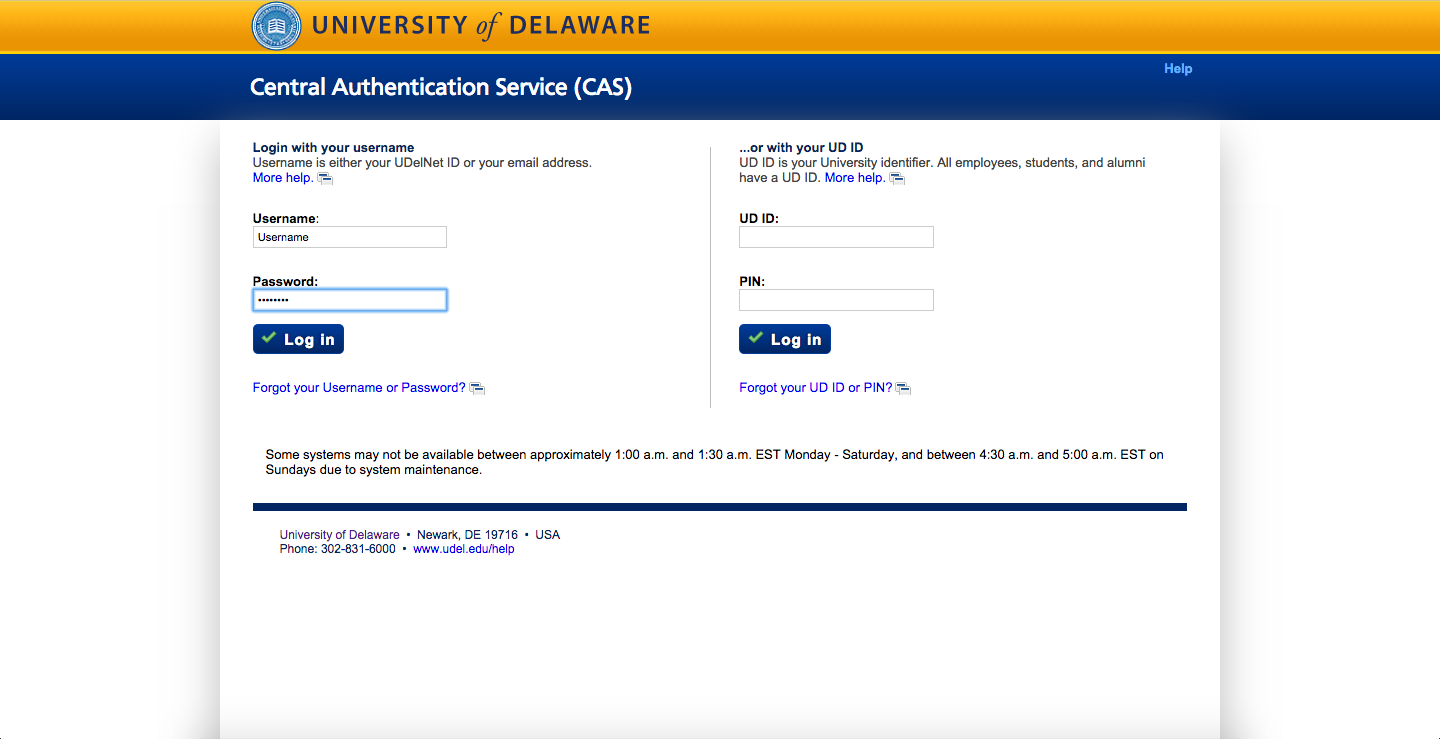 UNIVERSITY of DELAWARE
Help
Central Authentication Service (CAS)
Login with your username
Username is either your UDelNet ID or your email address.
More help.
Username:
Username
Password:
••••••••
Log in
Forgot your Username or Password?
...or with your UD ID
UD ID is your University identifier. All employees, students, and alumni
have a UD ID. More help.
UD ID:
PIN:
Log in
Forgot your UD ID or PIN?
Some systems may not be available between approximately 1:00 a.m. and 1:30 a.m. EST Monday - Saturday, and between 4:30 a.m. and 5:00 a.m. EST on
Sundays due to system maintenance.
University of Delaware • Newark, DE 19716 • USA
Phone: 302-831-6000 • www.udel.edu/help